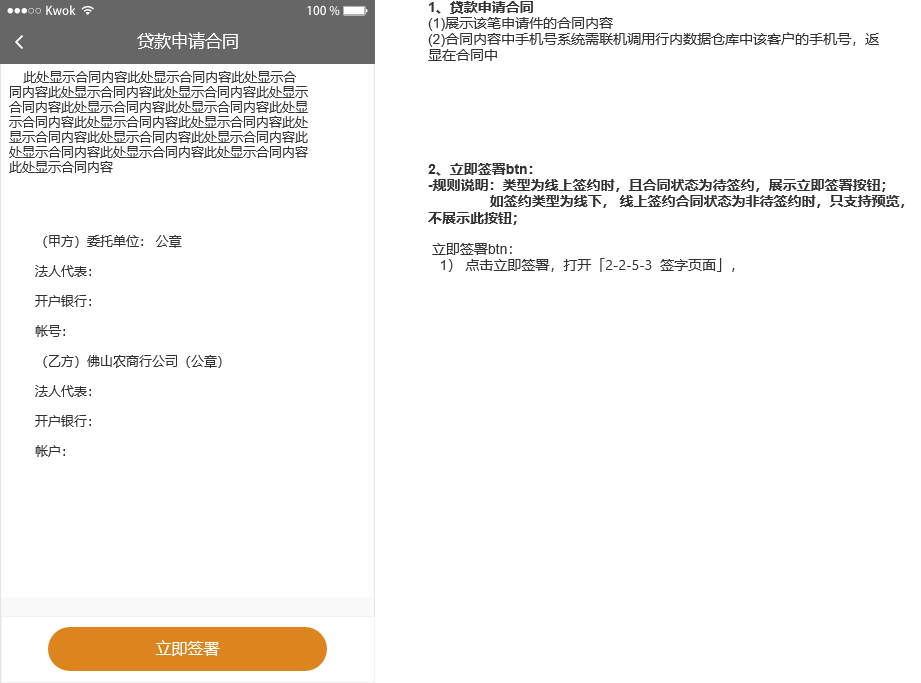 Kwok
100 %
贷款申请合同
此处显示合同内容此处显示合同内容此处显示合
同内容此处显示合同内容此处显示合同内容此处显示
合同内容此处显示合同内容此处显示合同内容此处显
示合同内容此处显示合同内容此处显示合同内容此处
显示合同内容此处显示合同内容此处显示合同内容此
处显示合同内容此处显示合同内容此处显示合同内容
此处显示合同内容
（甲方）委托单位： 公章
法人代表：
开户银行：
帐号：
（乙方）佛山农商行公司（公章）
法人代表：
开户银行：
帐户：
立即签署
1、贷款申请合同
(1)展示该笔申请件的合同内容
(2)合同内容中手机号系统需联机调用行内数据仓库中该客户的手机号，返
显在合同中
2、立即签署btn：
-规则说明：类型为线上签约时，且合同状态为待签约，展示立即签署按钮；
如签约类型为线下， 线上签约合同状态为非待签约时，只支持预览，
不展示此按钮；
立即签署btn：
1） 点击立即签署，打开「2-2-5-3 签字页面」，